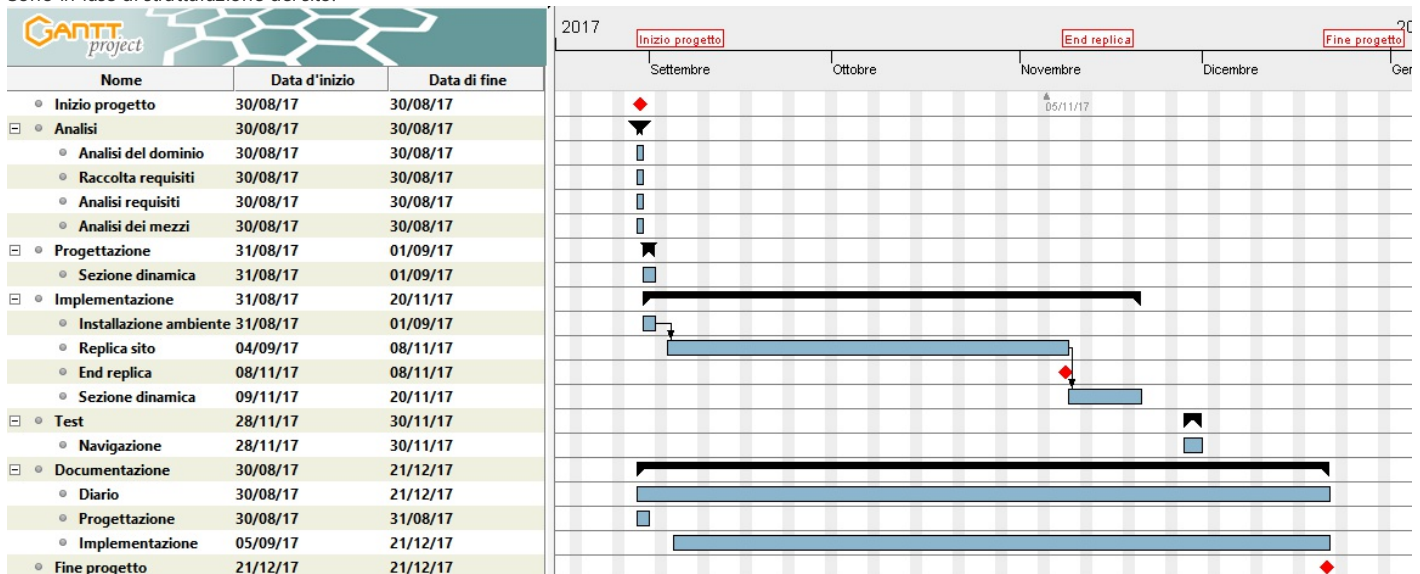 GANTT
project
2017
Inizio progetto
End replica
Fine progetto
Settembre Ottobre Novembre Dicembre
Nome Data d'inizio Data di fine
Inizio progetto 30/08/17 30/08/17
05/11/17
Analisi 30/08/17 30/08/17
Analisi del dominio 30/08/17 30/08/17
Raccolta requisiti 30/08/17 30/08/17
Analisi requisiti 30/08/17 30/08/17
Analisi dei mezzi 30/08/17 30/08/17
Progettazione 31/08/17 01/09/17
Sezione dinamica 31/08/17 01/09/17
Implementazione 31/08/17 20/11/17
Installazione ambiente 31/08/17 01/09/17
Replica sito 04/09/17 08/11/17
End replica 08/11/17 08/11/17
Sezione dinamica 09/11/17 20/11/17
Test 28/11/17 30/11/17
Navigazione 28/11/17 30/11/17
Documentazione 30/08/17 21/12/17
Diario 30/08/17 21/12/17
Progettazione 30/08/17 31/08/17
Implementazione 05/09/17 21/12/17
Fine progetto 21/12/17 21/12/17